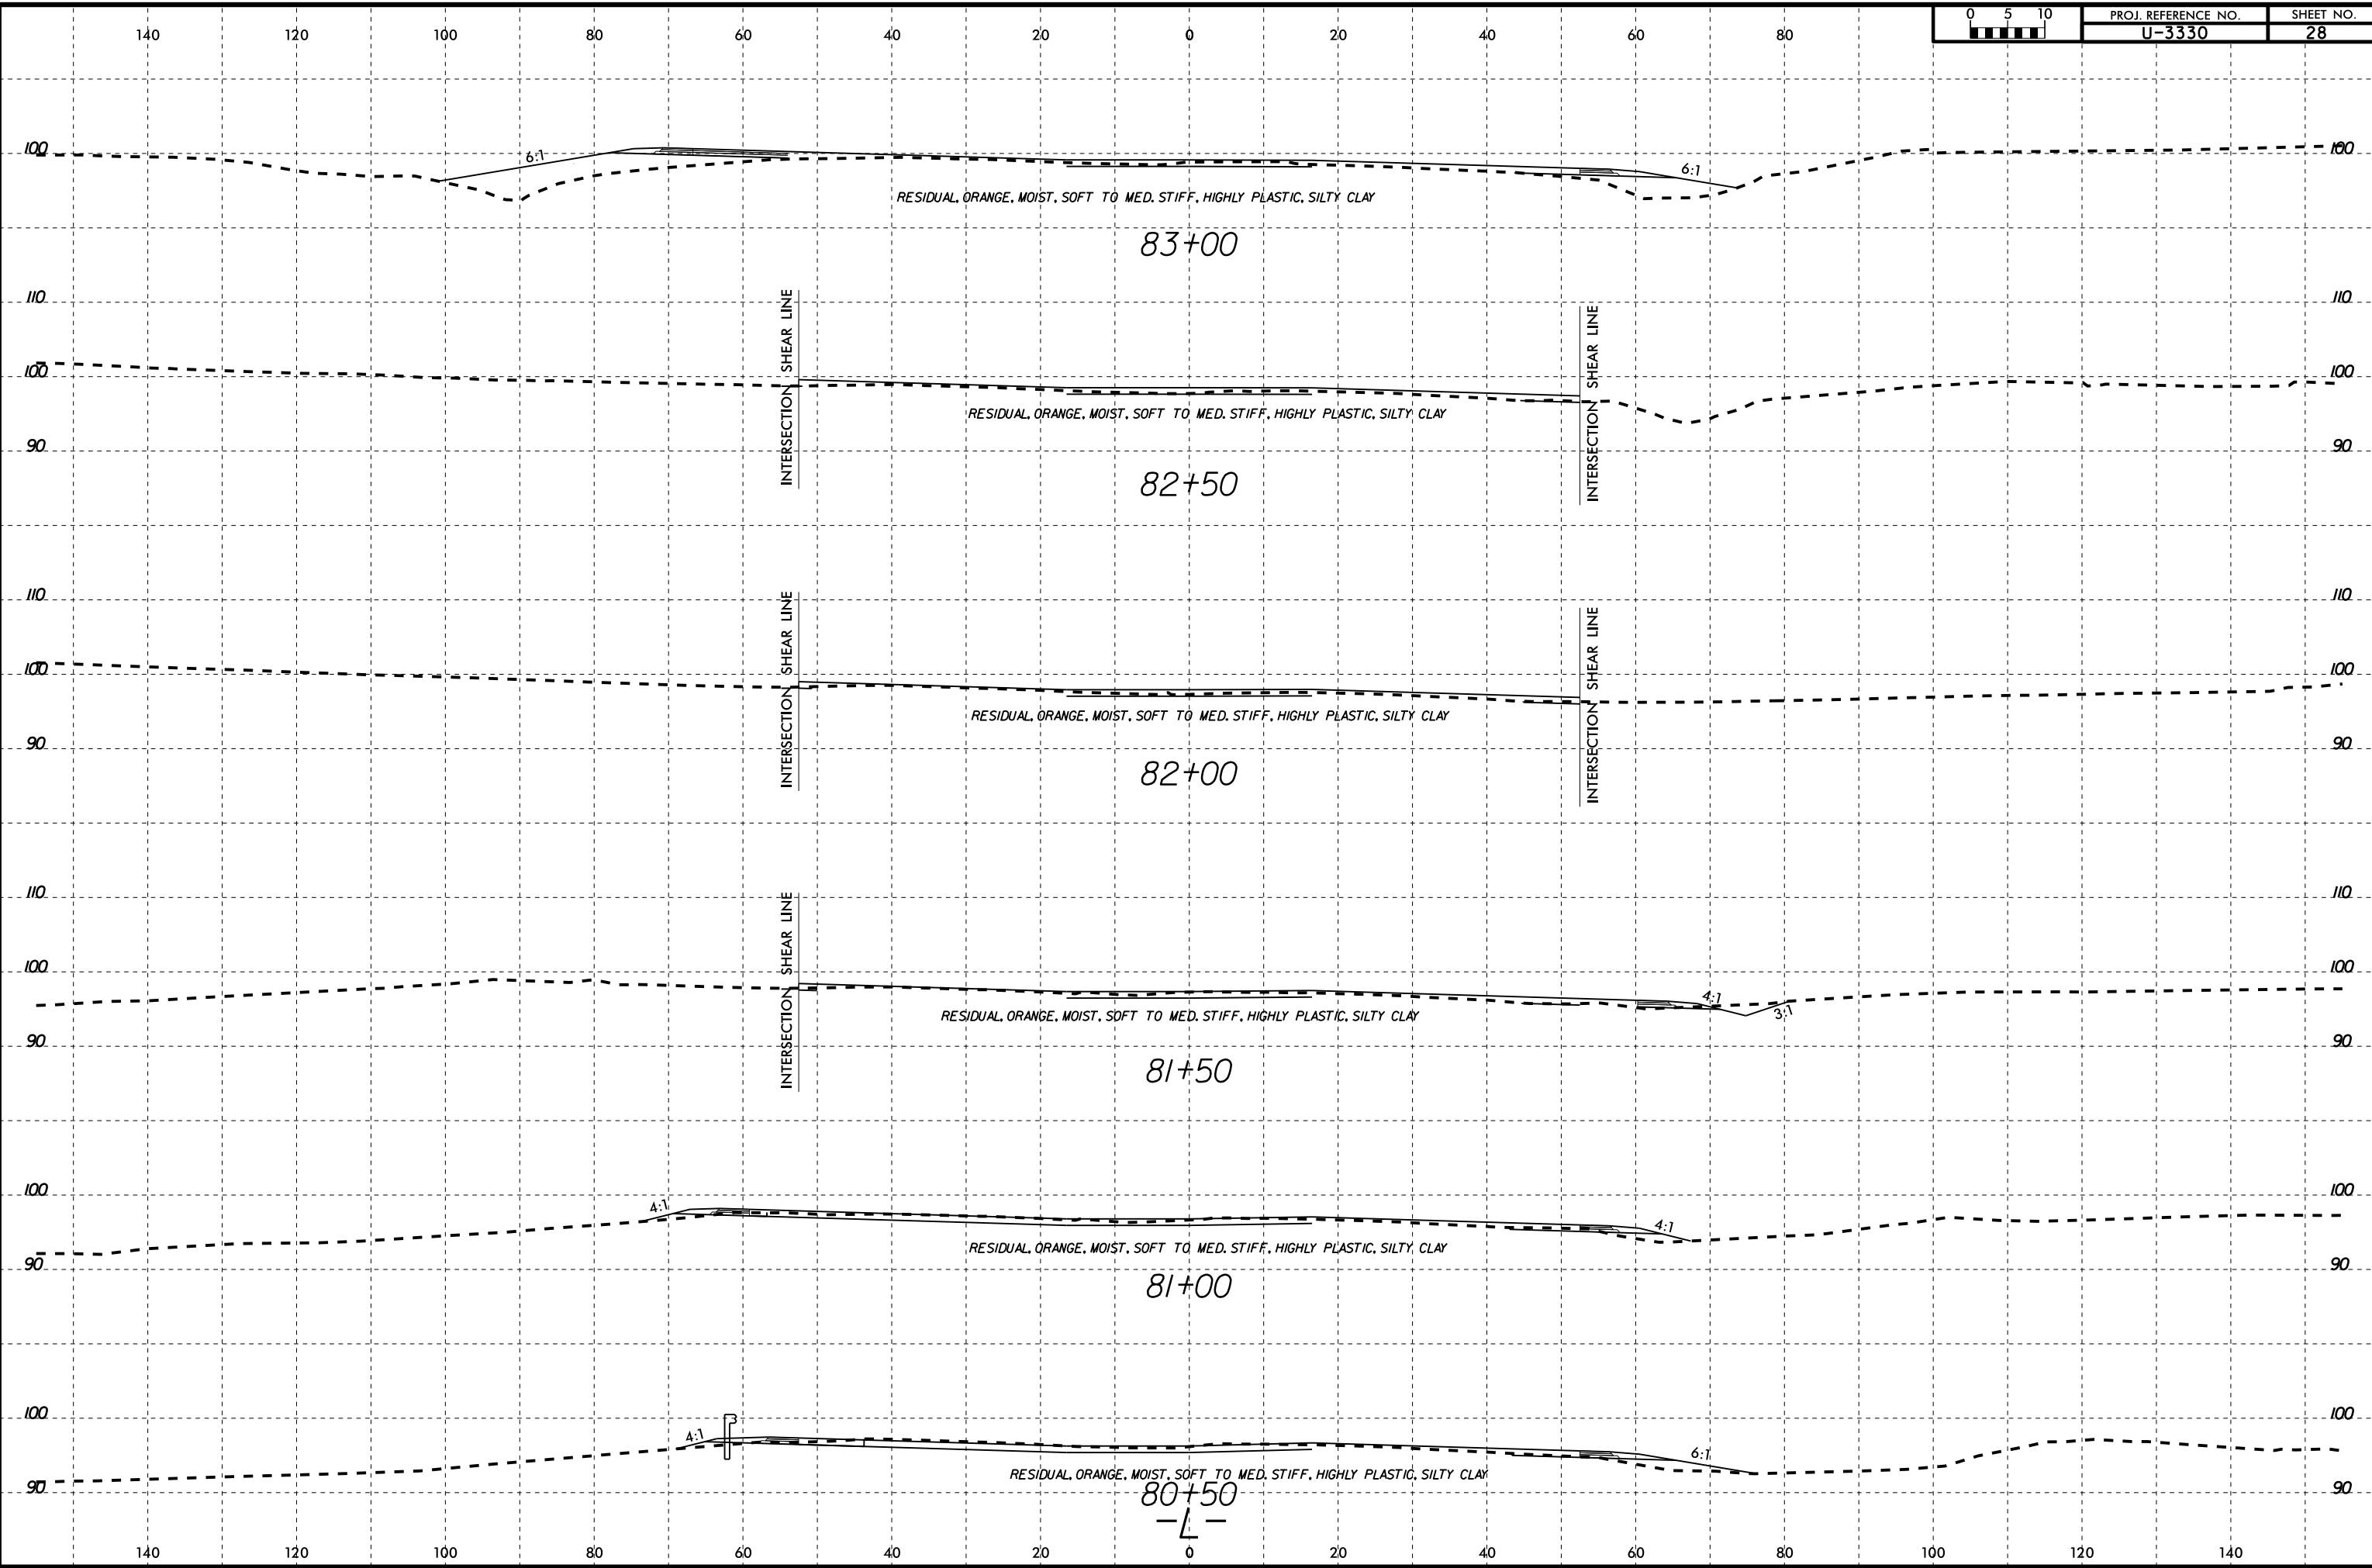 0 5 10
PROJ. REFERENCE NO. SHEET NO.
U-3330 28
140 120 100 80 60 40 20 0 20 40 60 80
100 100
6:1 6:1
RESIDUAL, ORANGE, MOIST, SOFT TO MED. STIFF, HIGHLY PLASTIC, SILTY CLAY
83+00
110 110
INTERSECTION SHEAR LINE
INTERSECTION SHEAR LINE
100 100
RESIDUAL, ORANGE, MOIST, SOFT TO MED. STIFF, HIGHLY PLASTIC, SILTY CLAY
90 90
82+50
110 110
INTERSECTION SHEAR LINE
INTERSECTION SHEAR LINE
100 100
RESIDUAL, ORANGE, MOIST, SOFT TO MED. STIFF, HIGHLY PLASTIC, SILTY CLAY
90 90
82+00
110 110
INTERSECTION SHEAR LINE
100 100
4:1
3:1
RESIDUAL, ORANGE, MOIST, SOFT TO MED. STIFF, HIGHLY PLASTIC, SILTY CLAY
90 90
81+50
100 100
4:1 4:1
RESIDUAL, ORANGE, MOIST, SOFT TO MED. STIFF, HIGHLY PLASTIC, SILTY CLAY
90 90
81+00
100 100
4:1 6:1
RESIDUAL, ORANGE, MOIST, SOFT TO MED. STIFF, HIGHLY PLASTIC, SILTY CLAY
90 90
80+50
-L-
140 120 100 80 60 40 20 0 20 40 60 80 100 120 140